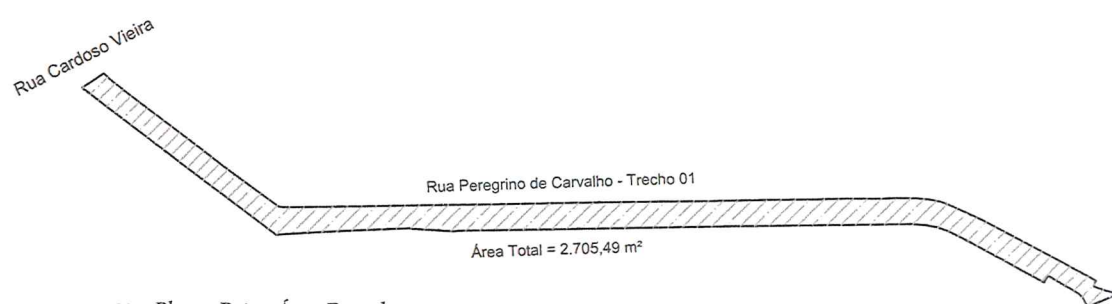 Rua Cardoso Vieira
Rua Peregrino de Carvalho - Trecho 01
Área Total = 2.705,49 m²